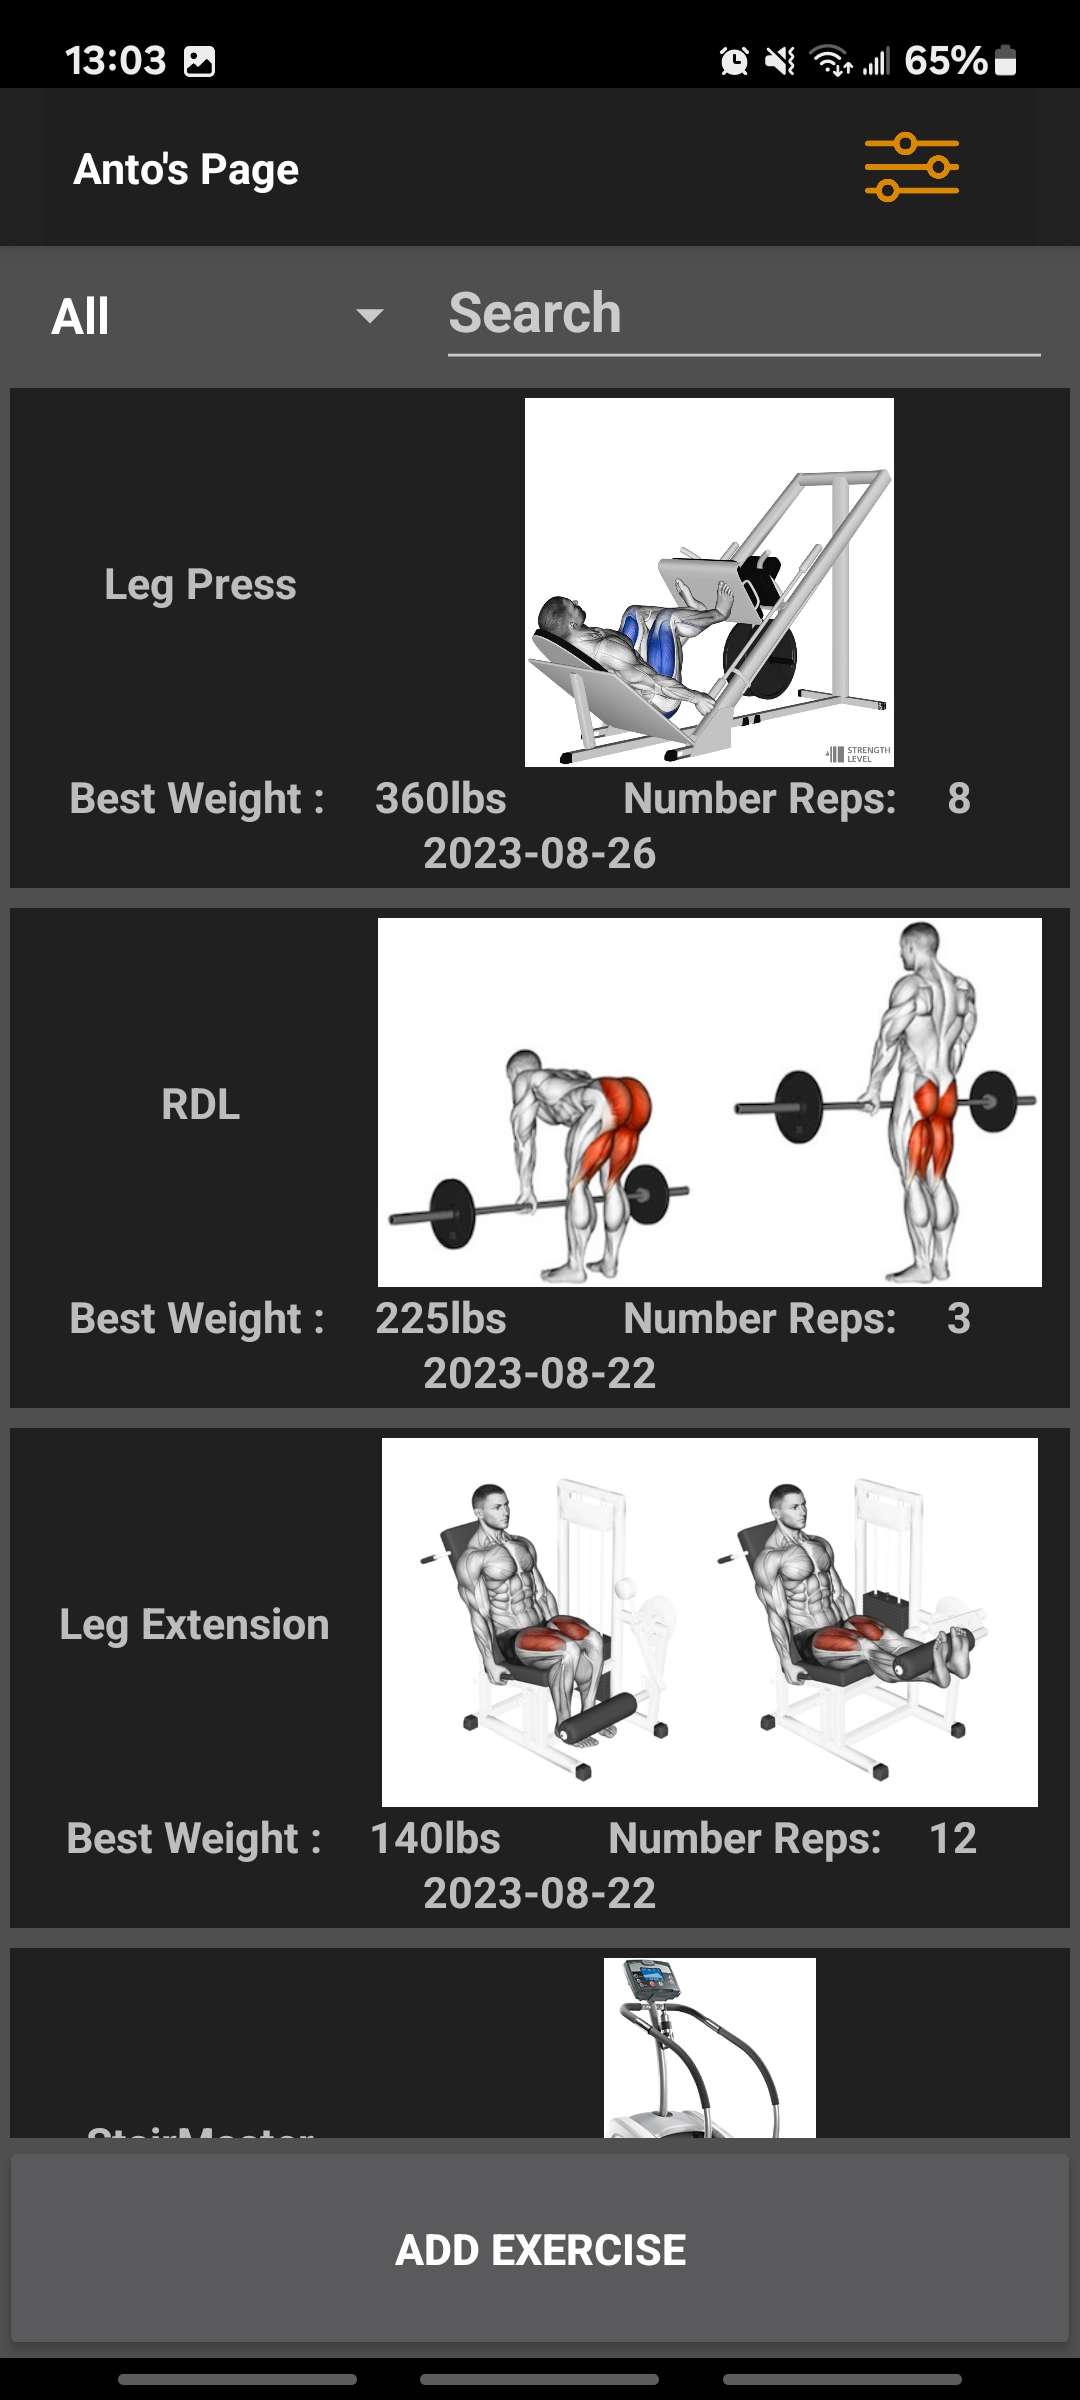 13:03 65%
Anto's Page
All Search
STRENGTH
LEVEL
Leg Press
Best Weight : 360lbs Number Reps: 8
2023-08-26
RDL
Best Weight : 225lbs Number Reps: 3
2023-08-22
Leg Extension
Best Weight : 140lbs Number Reps: 12
2023-08-22
StairMaster
ADD EXERCISE